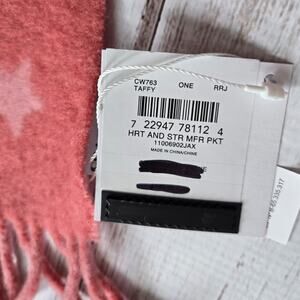 CW763 ONE RRJ
TAFFY
7 22947 78112 4
HRT AND STR MFR PKT
11006902JAX
MADE IN CHINA/CHINE